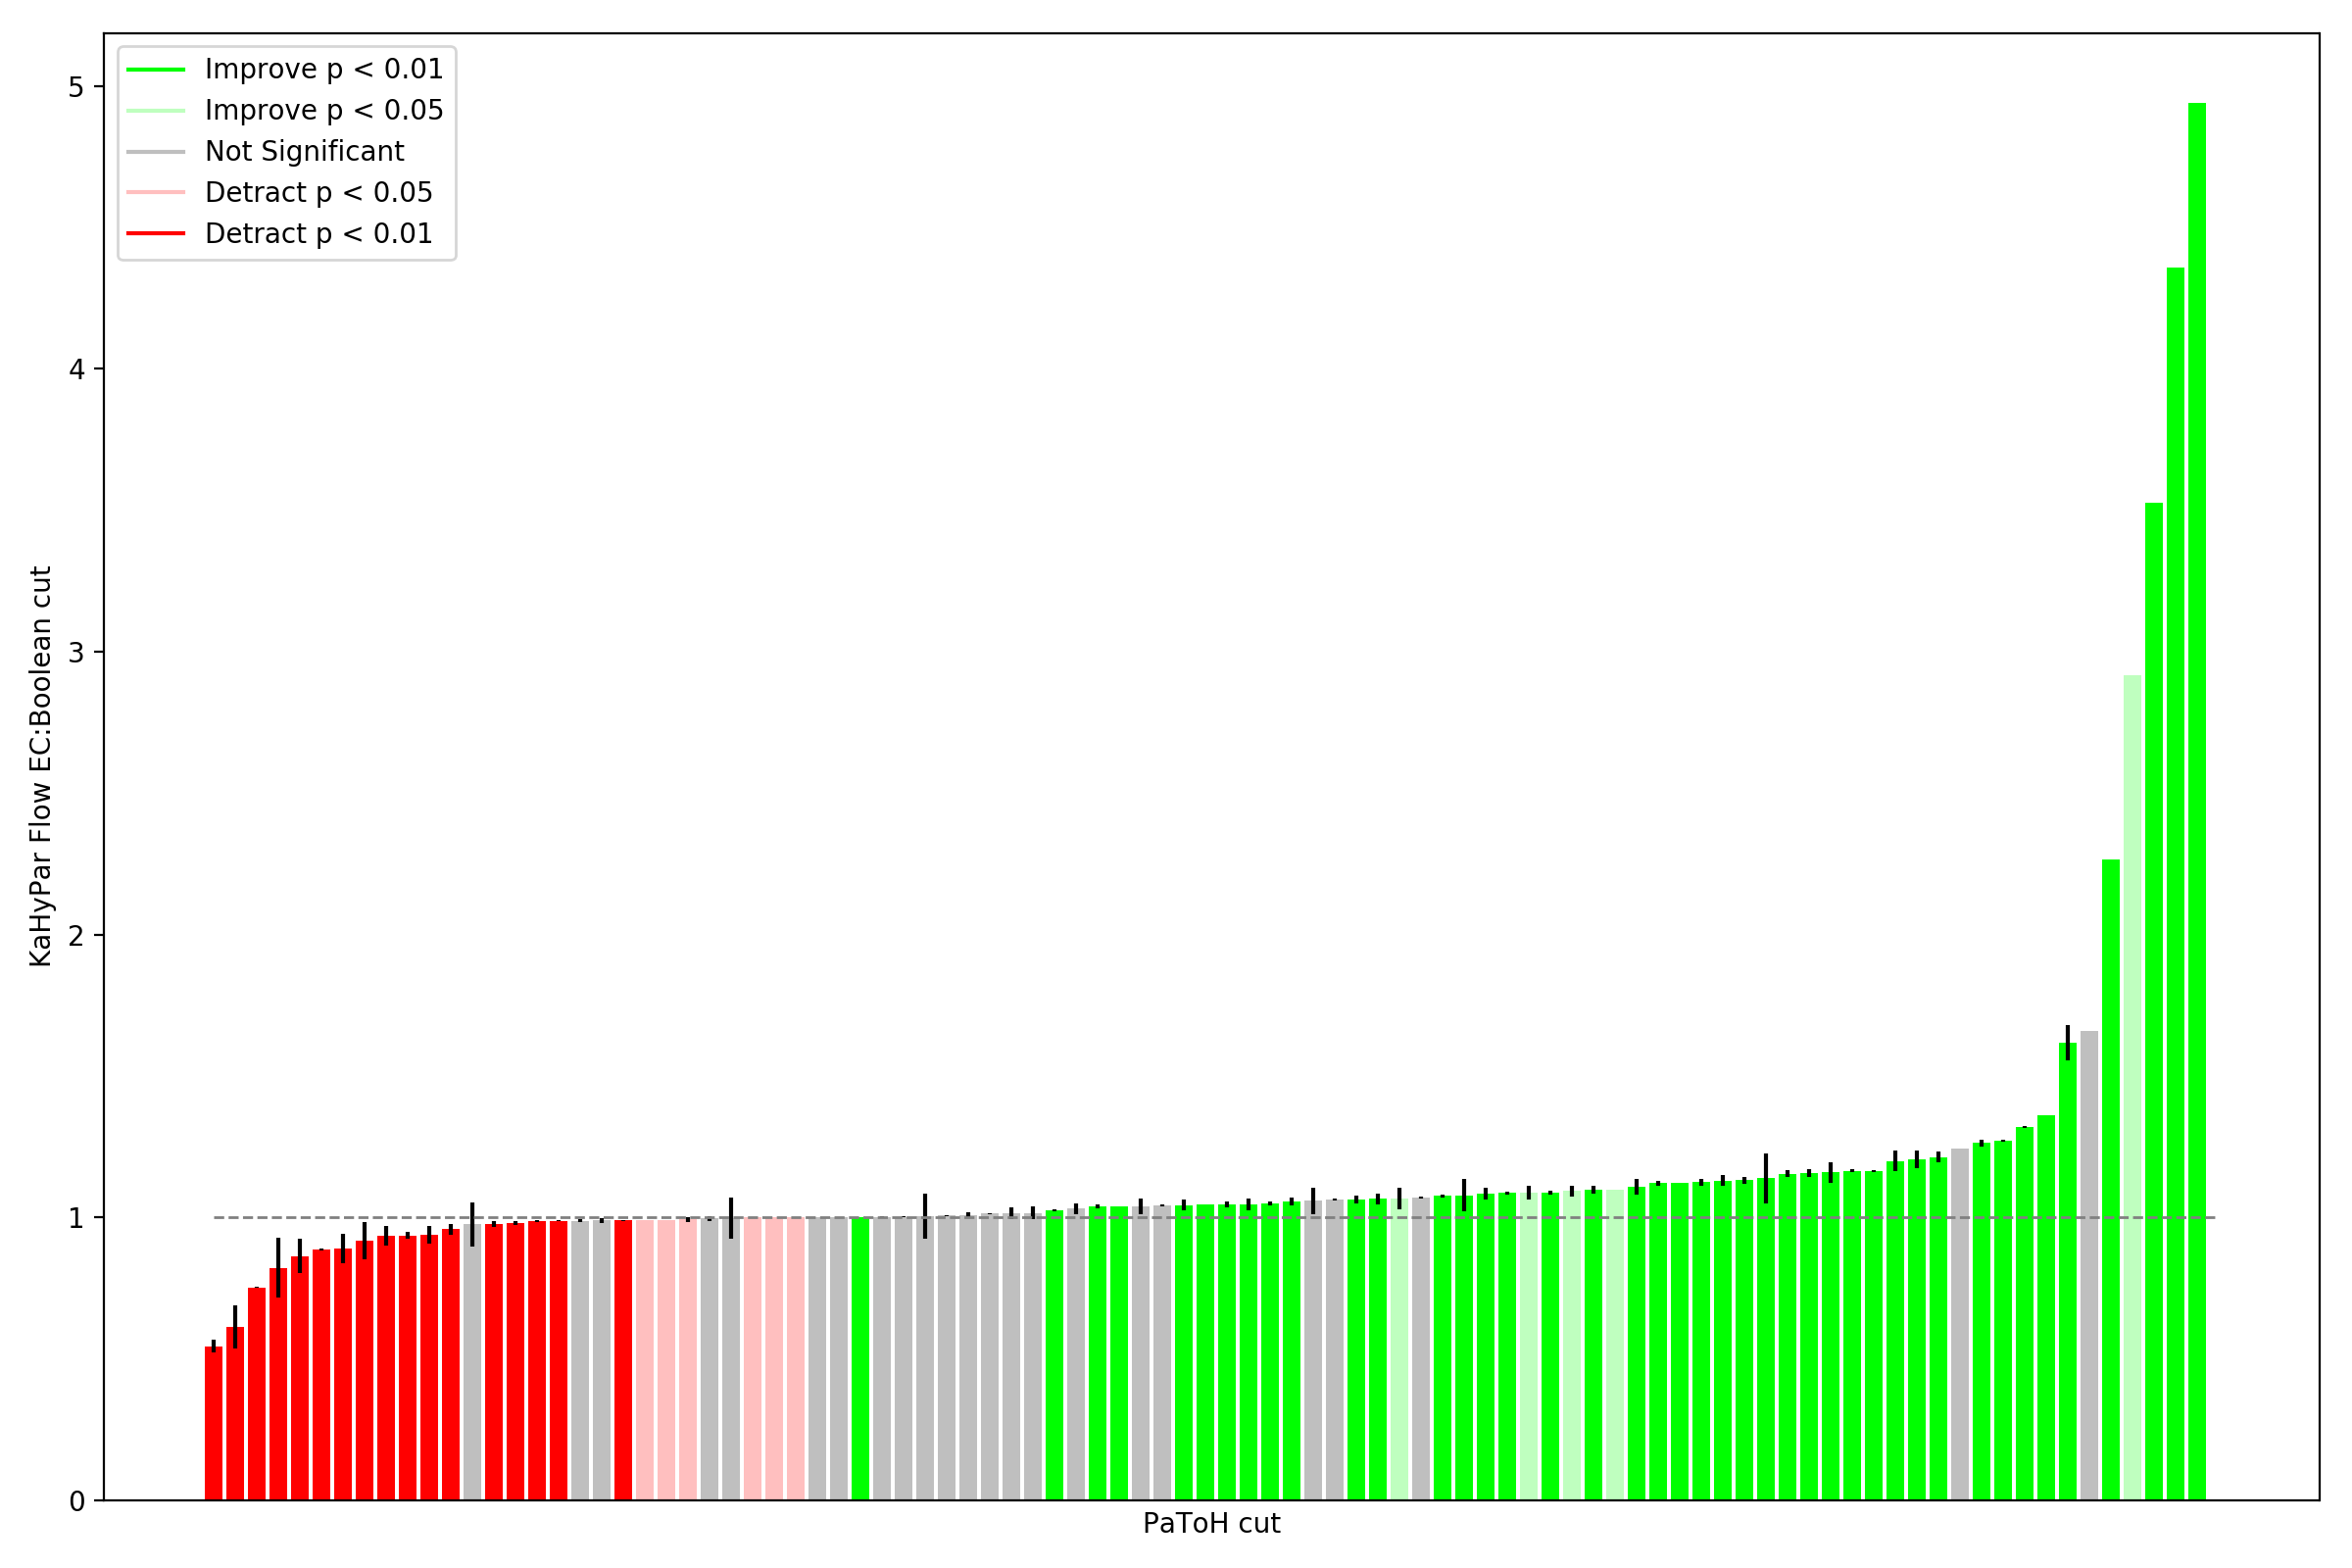 Improve p < 0.01
Improve p < 0.05
Not Significant
Detract p < 0.05
Detract p < 0.01
5
4
3
2
1
0
KaHyPar Flow EC:Boolean cut
PaToH cut